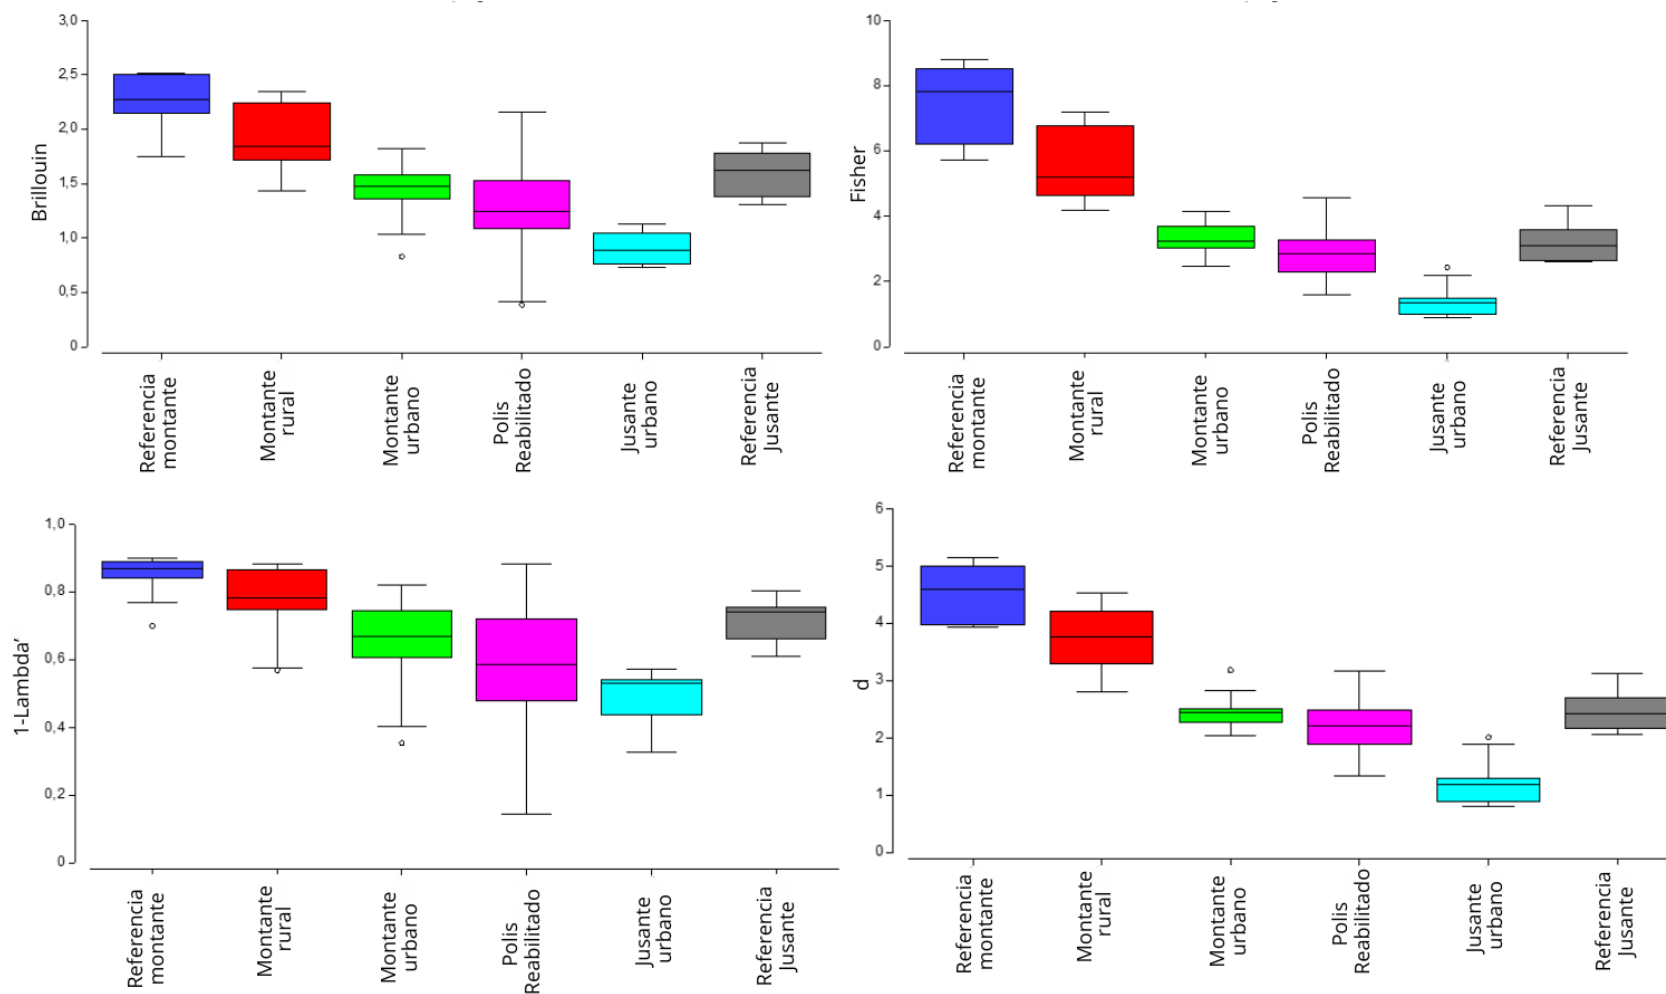 3,0
2,5
2,0
1,5
1,0
0,5
0
Brillouin
Referencia
montante
Montante
rural
Montante
urbano
Polis
Reabilitado
Jusante
urbano
Referencia
Jusante
10
8
6
4
2
0
Fisher
Referencia
montante
Montante
rural
Montante
urbano
Polis
Reabilitado
Jusante
urbano
Referencia
Jusante
1,0
0,8
0,6
0,4
0,2
0
1-Lambda’
Referencia
montante
Montante
rural
Montante
urbano
Polis
Reabilitado
Jusante
urbano
Referencia
Jusante
6
5
4
3
2
1
0
d
Referencia
montante
Montante
rural
Montante
urbano
Polis
Reabilitado
Jusante
urbano
Referencia
Jusante